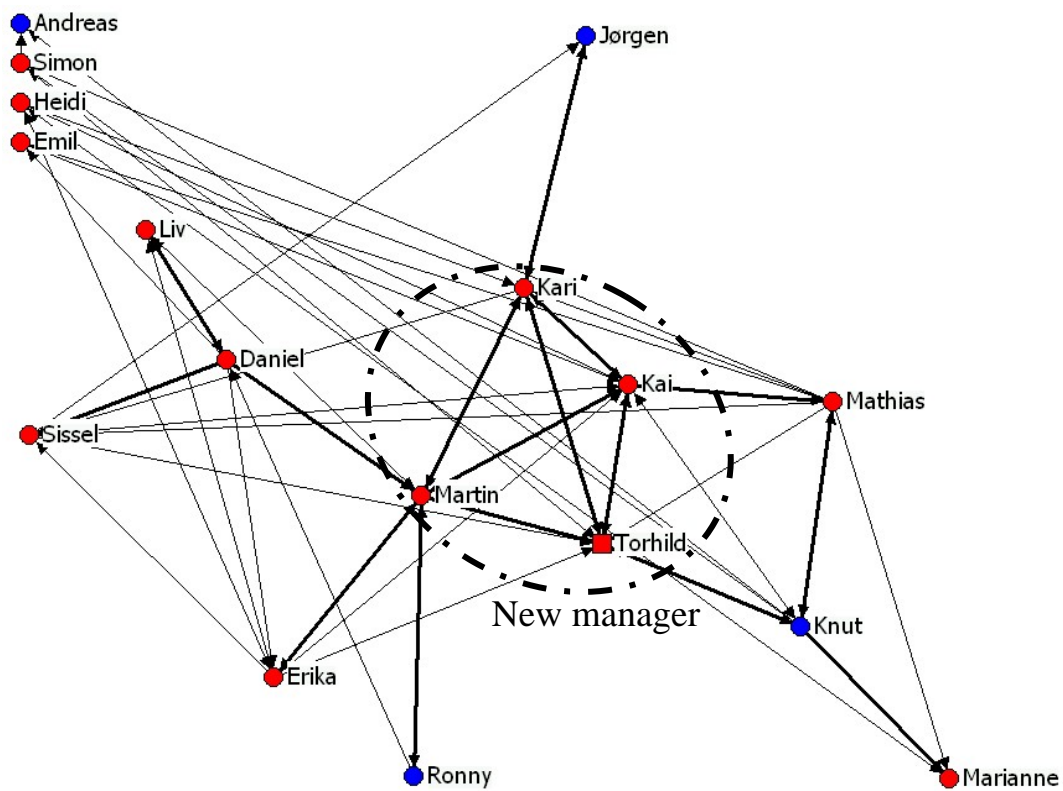 Andreas
Jørgen
Simon
Heidi
Emil
Liv
Kari
Daniel
Kai
Mathias
Sissel
Martin
Torhild
New manager
Knut
Erika
Ronny
Marianne